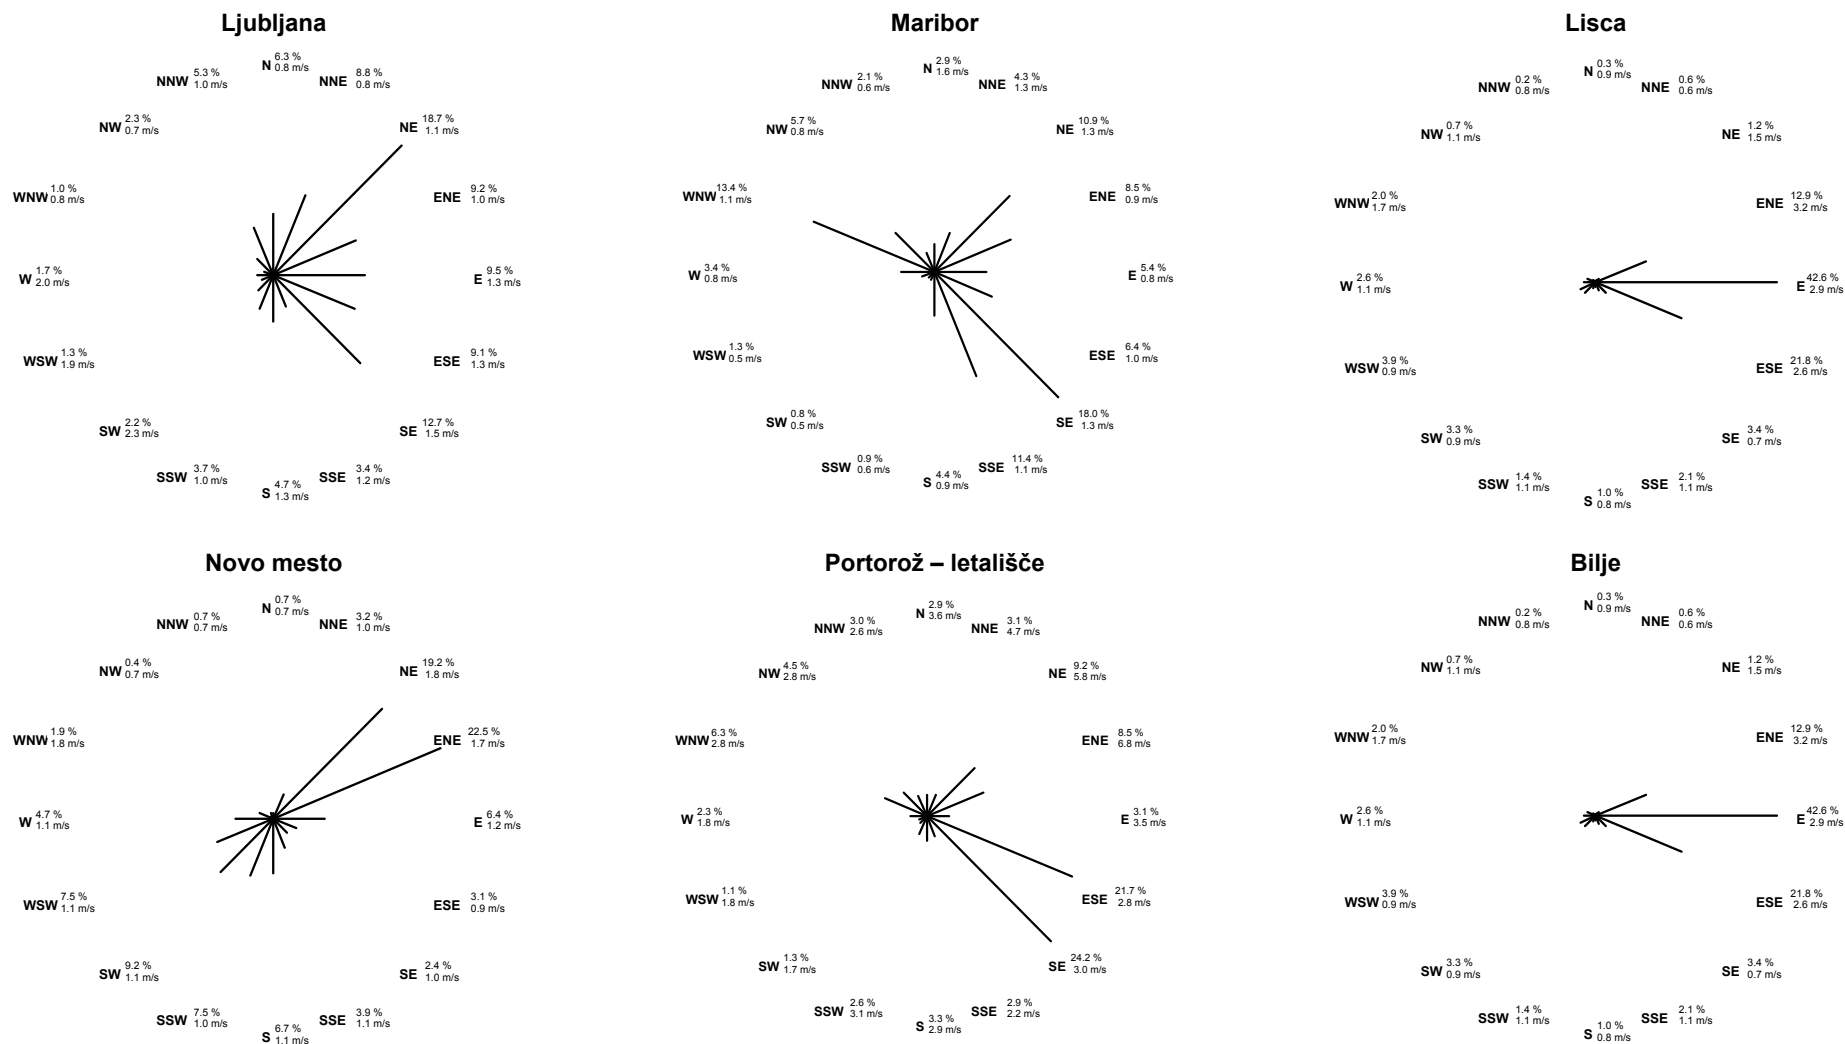 Ljubljana
N 6.3 %
0.8 m/s
NNE 8.8 %
0.8 m/s
NE 18.7 %
1.1 m/s
ENE 9.2 %
1.0 m/s
E 9.5 %
1.3 m/s
ESE 9.1 %
1.3 m/s
SE 12.7 %
1.5 m/s
SSE 3.4 %
1.2 m/s
S 4.7 %
1.3 m/s
SSW 3.7 %
1.0 m/s
SW 2.2 %
2.3 m/s
WSW 1.3 %
1.9 m/s
W 1.7 %
2.0 m/s
WNW 1.0 %
0.8 m/s
NW 2.3 %
0.7 m/s
NNW 5.3 %
1.0 m/s
Maribor
N 2.9 %
1.6 m/s
NNE 4.3 %
1.3 m/s
NE 10.9 %
1.3 m/s
ENE 8.5 %
0.9 m/s
E 5.4 %
0.8 m/s
ESE 6.4 %
1.0 m/s
SE 18.0 %
1.3 m/s
SSE 11.4 %
1.1 m/s
S 4.4 %
0.9 m/s
SSW 0.9 %
0.6 m/s
SW 0.8 %
0.5 m/s
WSW 1.3 %
0.5 m/s
W 3.4 %
0.8 m/s
WNW 13.4 %
1.1 m/s
NW 5.7 %
0.8 m/s
NNW 2.1 %
0.6 m/s
Lisca
N 0.3 %
0.9 m/s
NNE 0.6 %
0.6 m/s
NE 1.2 %
1.5 m/s
ENE 12.9 %
3.2 m/s
E 42.6 %
2.9 m/s
ESE 21.8 %
2.6 m/s
SE 3.4 %
0.7 m/s
SSE 2.1 %
1.1 m/s
S 1.0 %
0.8 m/s
SSW 1.4 %
1.1 m/s
SW 3.3 %
0.9 m/s
WSW 3.9 %
0.9 m/s
W 2.6 %
1.1 m/s
WNW 2.0 %
1.7 m/s
NW 0.7 %
1.1 m/s
NNW 0.2 %
0.8 m/s
Novo mesto
N 0.7 %
0.7 m/s
NNE 3.2 %
1.0 m/s
NE 19.2 %
1.8 m/s
ENE 22.5 %
1.7 m/s
E 6.4 %
1.2 m/s
ESE 3.1 %
0.9 m/s
SE 2.4 %
1.0 m/s
SSE 3.9 %
1.1 m/s
S 6.7 %
1.1 m/s
SSW 7.5 %
1.0 m/s
SW 9.2 %
1.1 m/s
WSW 7.5 %
1.1 m/s
W 4.7 %
1.1 m/s
WNW 1.9 %
1.8 m/s
NW 0.4 %
0.7 m/s
NNW 0.7 %
0.7 m/s
Portorož – letališče
N 2.9 %
3.6 m/s
NNE 3.1 %
4.7 m/s
NE 9.2 %
5.8 m/s
ENE 8.5 %
6.8 m/s
E 3.1 %
3.5 m/s
ESE 21.7 %
2.8 m/s
SE 24.2 %
3.0 m/s
SSE 2.9 %
2.2 m/s
S 3.3 %
2.9 m/s
SSW 2.6 %
3.1 m/s
SW 1.3 %
1.7 m/s
WSW 1.1 %
1.8 m/s
W 2.3 %
1.8 m/s
WNW 6.3 %
2.8 m/s
NW 4.5 %
2.8 m/s
NNW 3.0 %
2.6 m/s
Bilje
N 0.3 %
0.9 m/s
NNE 0.6 %
0.6 m/s
NE 1.2 %
1.5 m/s
ENE 12.9 %
3.2 m/s
E 42.6 %
2.9 m/s
ESE 21.8 %
2.6 m/s
SE 3.4 %
0.7 m/s
SSE 2.1 %
1.1 m/s
S 1.0 %
0.8 m/s
SSW 1.4 %
1.1 m/s
SW 3.3 %
0.9 m/s
WSW 3.9 %
0.9 m/s
W 2.6 %
1.1 m/s
WNW 2.0 %
1.7 m/s
NW 0.7 %
1.1 m/s
NNW 0.2 %
0.8 m/s